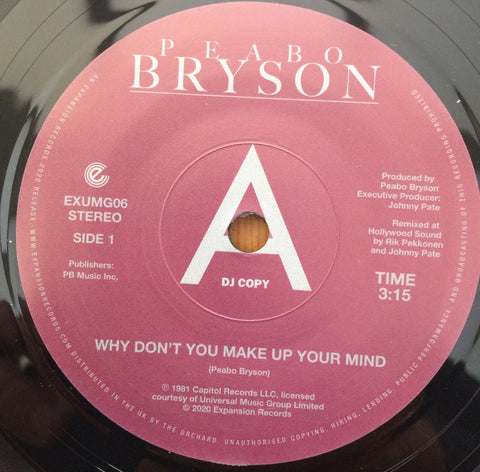 PEABO
BRYSON
e
EXUMG06
STEREO
SIDE 1
Publishers:
PB Music Inc.
A
DJ COPY
Produced by
Peabo Bryson
Executive Producer:
Johnny Pate
Remixed at
Hollywood Sound
by Rik Pekkonen
and Johnny Pate
TIME
3:15
WHY DON'T YOU MAKE UP YOUR MIND
(Peabo Bryson)
℗ 1981 Capitol Records LLC, licensed
courtesy of Universal Music Group Limited
© 2020 Expansion Records
AN EXPANSION RECORDS 2020 RELEASE. WWW.EXPANSIONRECORDS.COM DISTRIBUTED IN THE UK BY THE ORCHARD. UNAUTHORISED COPYING, HIRING, LENDING, PUBLIC PERFORMANCE, AND BROADCASTING OF THIS RECORDING PROHIBITED